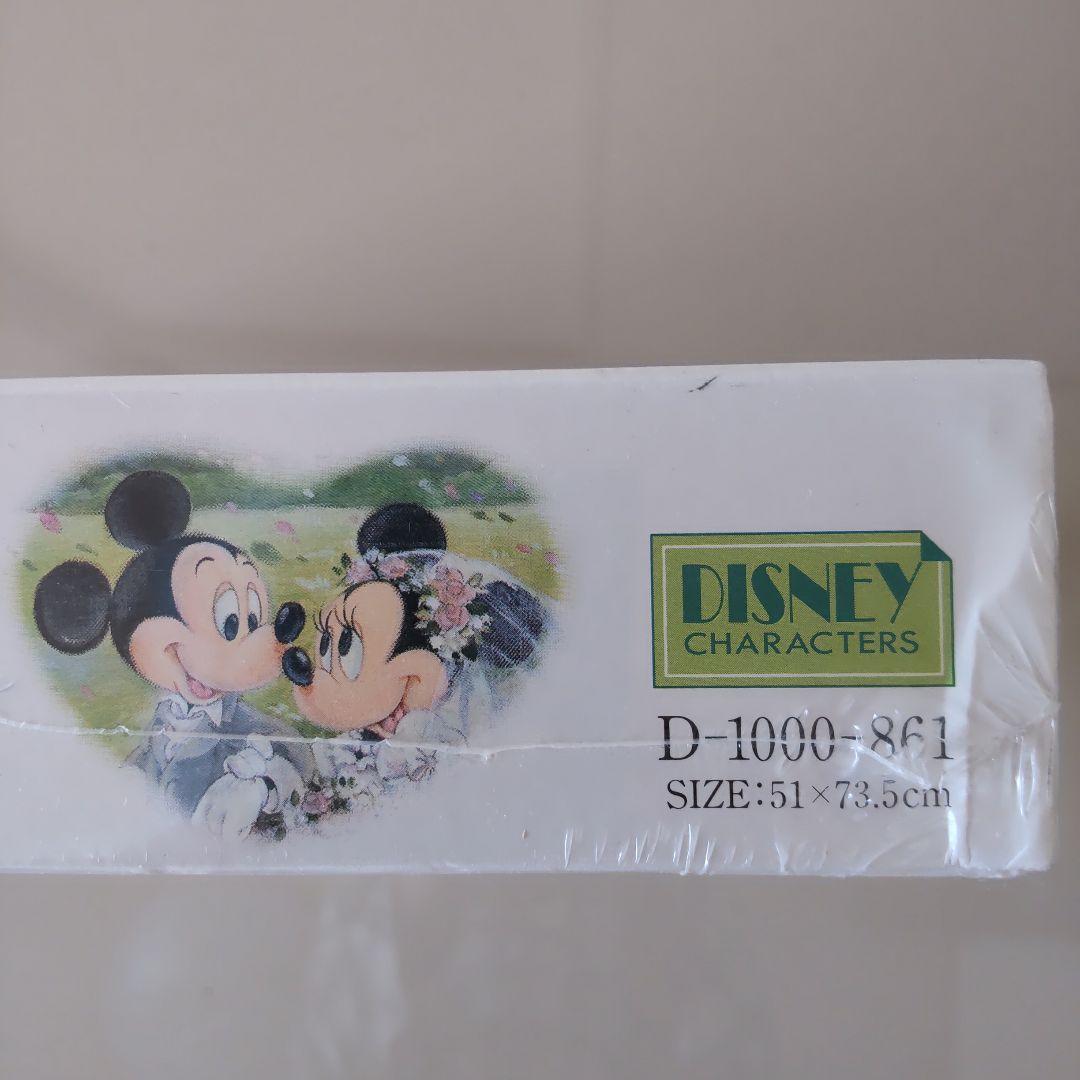 DISNEY
CHARACTERS
D-1000-861
SIZE:51×73.5cm